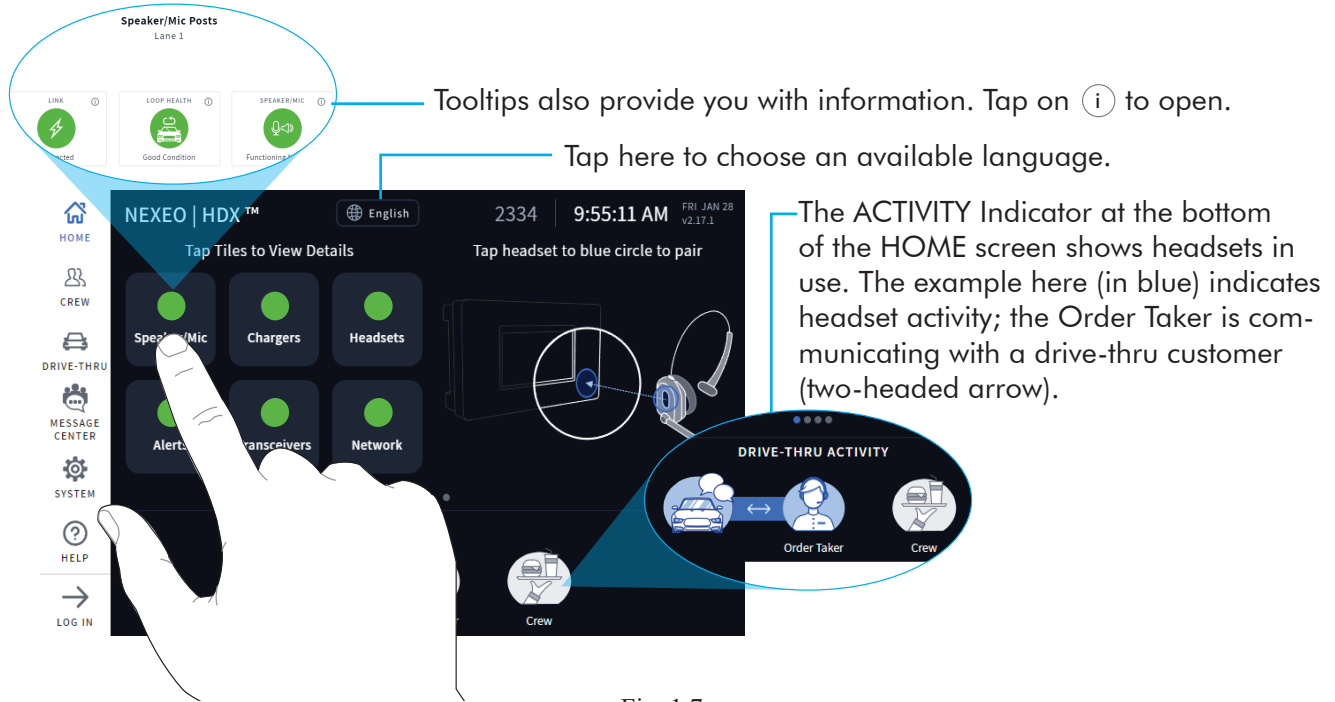 Speaker/Mic Posts
Lane 1
LINK
LOOP HEALTH
SPEAKER/MIC
Good Condition
Functioning
Tooltips also provide you with information. Tap on i to open.
Tap here to choose an available language.
The ACTIVITY Indicator at the bottom
of the HOME screen shows headsets in
use. The example here (in blue) indicates
headset activity; the Order Taker is com-
municating with a drive-thru customer
(two-headed arrow).
HOME
CREW
DRIVE-THRU
MESSAGE
CENTER
SYSTEM
HELP
LOG IN
NEXEO | HDX™
English
2334
9:55:11 AM
FRI JAN 28
v2.17.1
Tap Tiles to View Details
Tap headset to blue circle to pair
Speaker/Mic
Chargers
Headsets
Alerts
Transceivers
Network
Crew
DRIVE-THRU ACTIVITY
Order Taker
Crew